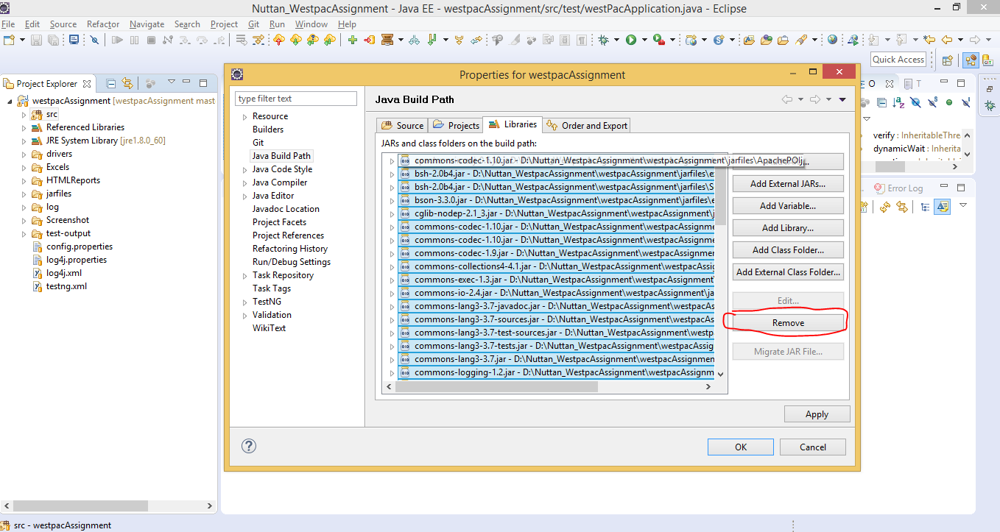 Nuttan_WestpacAssignment - Java EE - westpacAssignment/src/test/westPacApplication.java - Eclipse
File Edit Source Refactor Navigate Search Project Git Run Window Help
Quick Access
Project Explorer
westpacAssignment [westpacAssignment mast
src
Referenced Libraries
JRE System Library [jre1.8.0_60]
drivers
Excels
HTMLReports
jarfiles
log
Screenshot
test-output
config.properties
log4j.properties
log4j.xml
testng.xml
Properties for westpacAssignment
type filter text
Resource
Builders
Git
Java Build Path
Java Code Style
Java Compiler
Java Editor
Javadoc Location
Project Facets
Project References
Refactoring History
Run/Debug Settings
Task Repository
Task Tags
TestNG
Validation
WikiText
Java Build Path
Source Projects Libraries Order and Export
JARs and class folders on the build path:
commons-codec-1.10.jar - D:\Nuttan_WestpacAssignment\westpacAssignment\jarfiles\ApachePOIj
bsh-2.0b4.jar - D:\Nuttan_WestpacAssignment\westpacAssignment\jarfiles\e
bsh-2.0b4.jar - D:\Nuttan_WestpacAssignment\westpacAssignment\jarfiles\S
bson-3.3.0.jar - D:\Nuttan_WestpacAssignment\westpacAssignment\jarfiles\e
cglib-nodep-2.1_3.jar - D:\Nuttan_WestpacAssignment\westpacAssignment\j
commons-codec-1.10.jar - D:\Nuttan_WestpacAssignment\westpacAssignme
commons-codec-1.10.jar - D:\Nuttan_WestpacAssignment\westpacAssignme
commons-codec-1.9.jar - D:\Nuttan_WestpacAssignment\westpacAssignmen
commons-collections4-4.1.jar - D:\Nuttan_WestpacAssignment\westpacAssig
commons-exec-1.3.jar - D:\Nuttan_WestpacAssignment\westpacAssignment\
commons-io-2.4.jar - D:\Nuttan_WestpacAssignment\westpacAssignment\ja
commons-lang3-3.7-javadoc.jar - D:\Nuttan_WestpacAssignment\westpacAs
commons-lang3-3.7-sources.jar - D:\Nuttan_WestpacAssignment\westpacAs
commons-lang3-3.7-test-sources.jar - D:\Nuttan_WestpacAssignment\westp
commons-lang3-3.7-tests.jar - D:\Nuttan_WestpacAssignment\westpacAssig
commons-lang3-3.7.jar - D:\Nuttan_WestpacAssignment\westpacAssignmen
commons-logging-1.2.jar - D:\Nuttan_WestpacAssignment\westpacAssignm
Add External JARs...
Add Variable...
Add Library...
Add Class Folder...
Add External Class Folder...
Edit...
Remove
Migrate JAR File...
Apply
OK Cancel
O T
verify : InheritableThre
dynamicWait : Inherita
Error Log
src - westpacAssignment